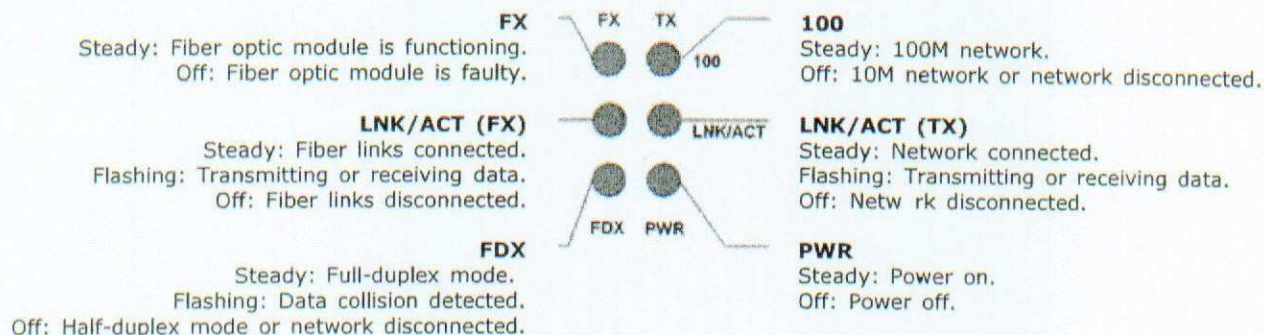 FX
Steady: Fiber optic module is functioning.
Off: Fiber optic module is faulty.
LNK/ACT (FX)
Steady: Fiber links connected.
Flashing: Transmitting or receiving data.
Off: Fiber links disconnected.
FDX
Steady: Full-duplex mode.
Flashing: Data collision detected.
Off: Half-duplex mode or network disconnected.
FX TX
100
LNK/ACT
FDX PWR
100
Steady: 100M network.
Off: 10M network or network disconnected.
LNK/ACT (TX)
Steady: Network connected.
Flashing: Transmitting or receiving data.
Off: Netw rk disconnected.
PWR
Steady: Power on.
Off: Power off.